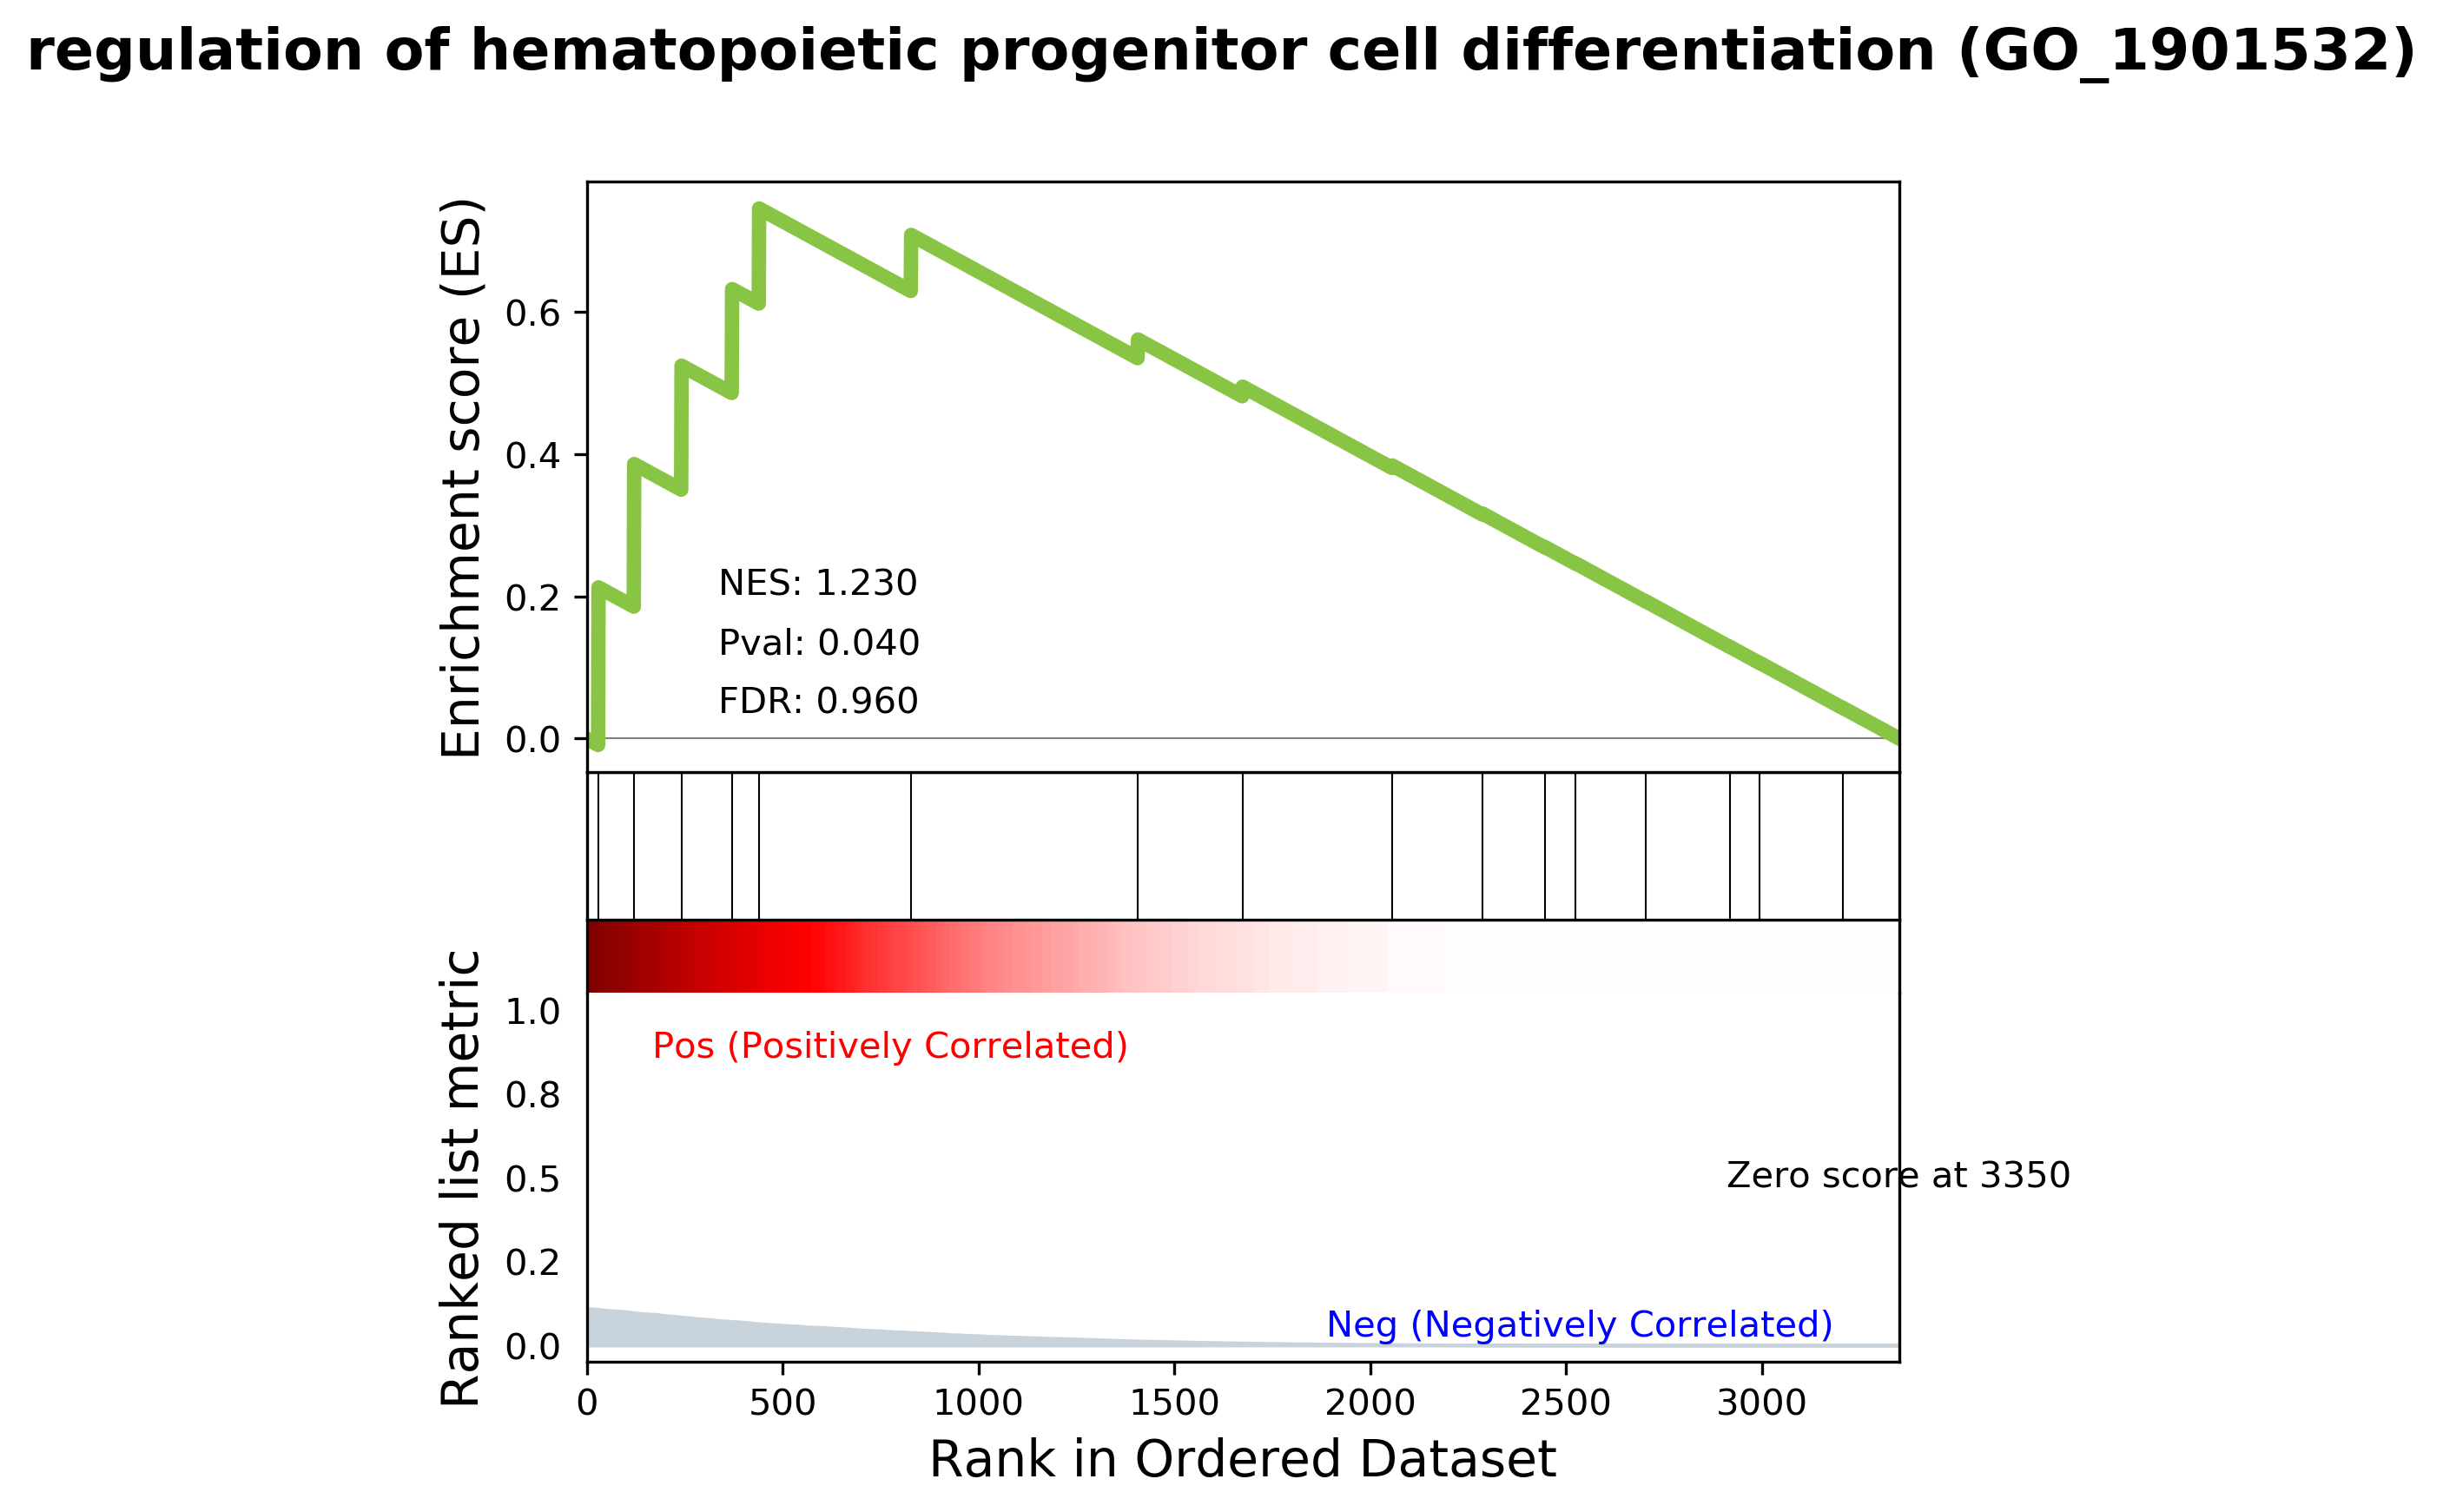 regulation of hematopoietic progenitor cell differentiation (GO_1901532)
Enrichment score (ES)
0.6
0.4
0.2
0.0
NES: 1.230
Pval: 0.040
FDR: 0.960
Ranked list metric
1.0
0.8
0.5
0.2
0.0
Pos (Positively Correlated)
Zero score at 3350
Neg (Negatively Correlated)
0 500 1000 1500 2000 2500 3000
Rank in Ordered Dataset